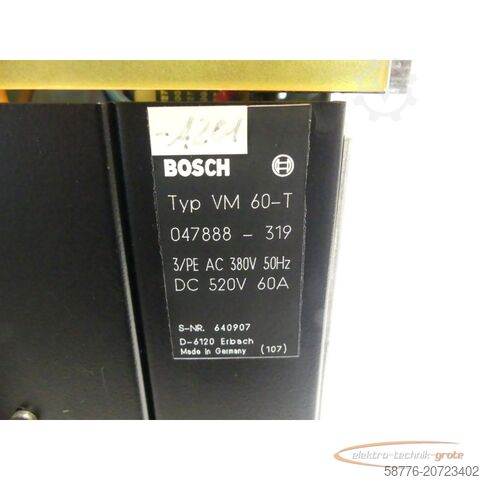 -A2C1
BOSCH
Typ VM 60-T
047888 - 319
3/PE AC 380V 50Hz
DC 520V 60A
S-NR. 640907
D-6120 Erbach
Made in Germany (107)
elektro-technik-grote
58776-20723402